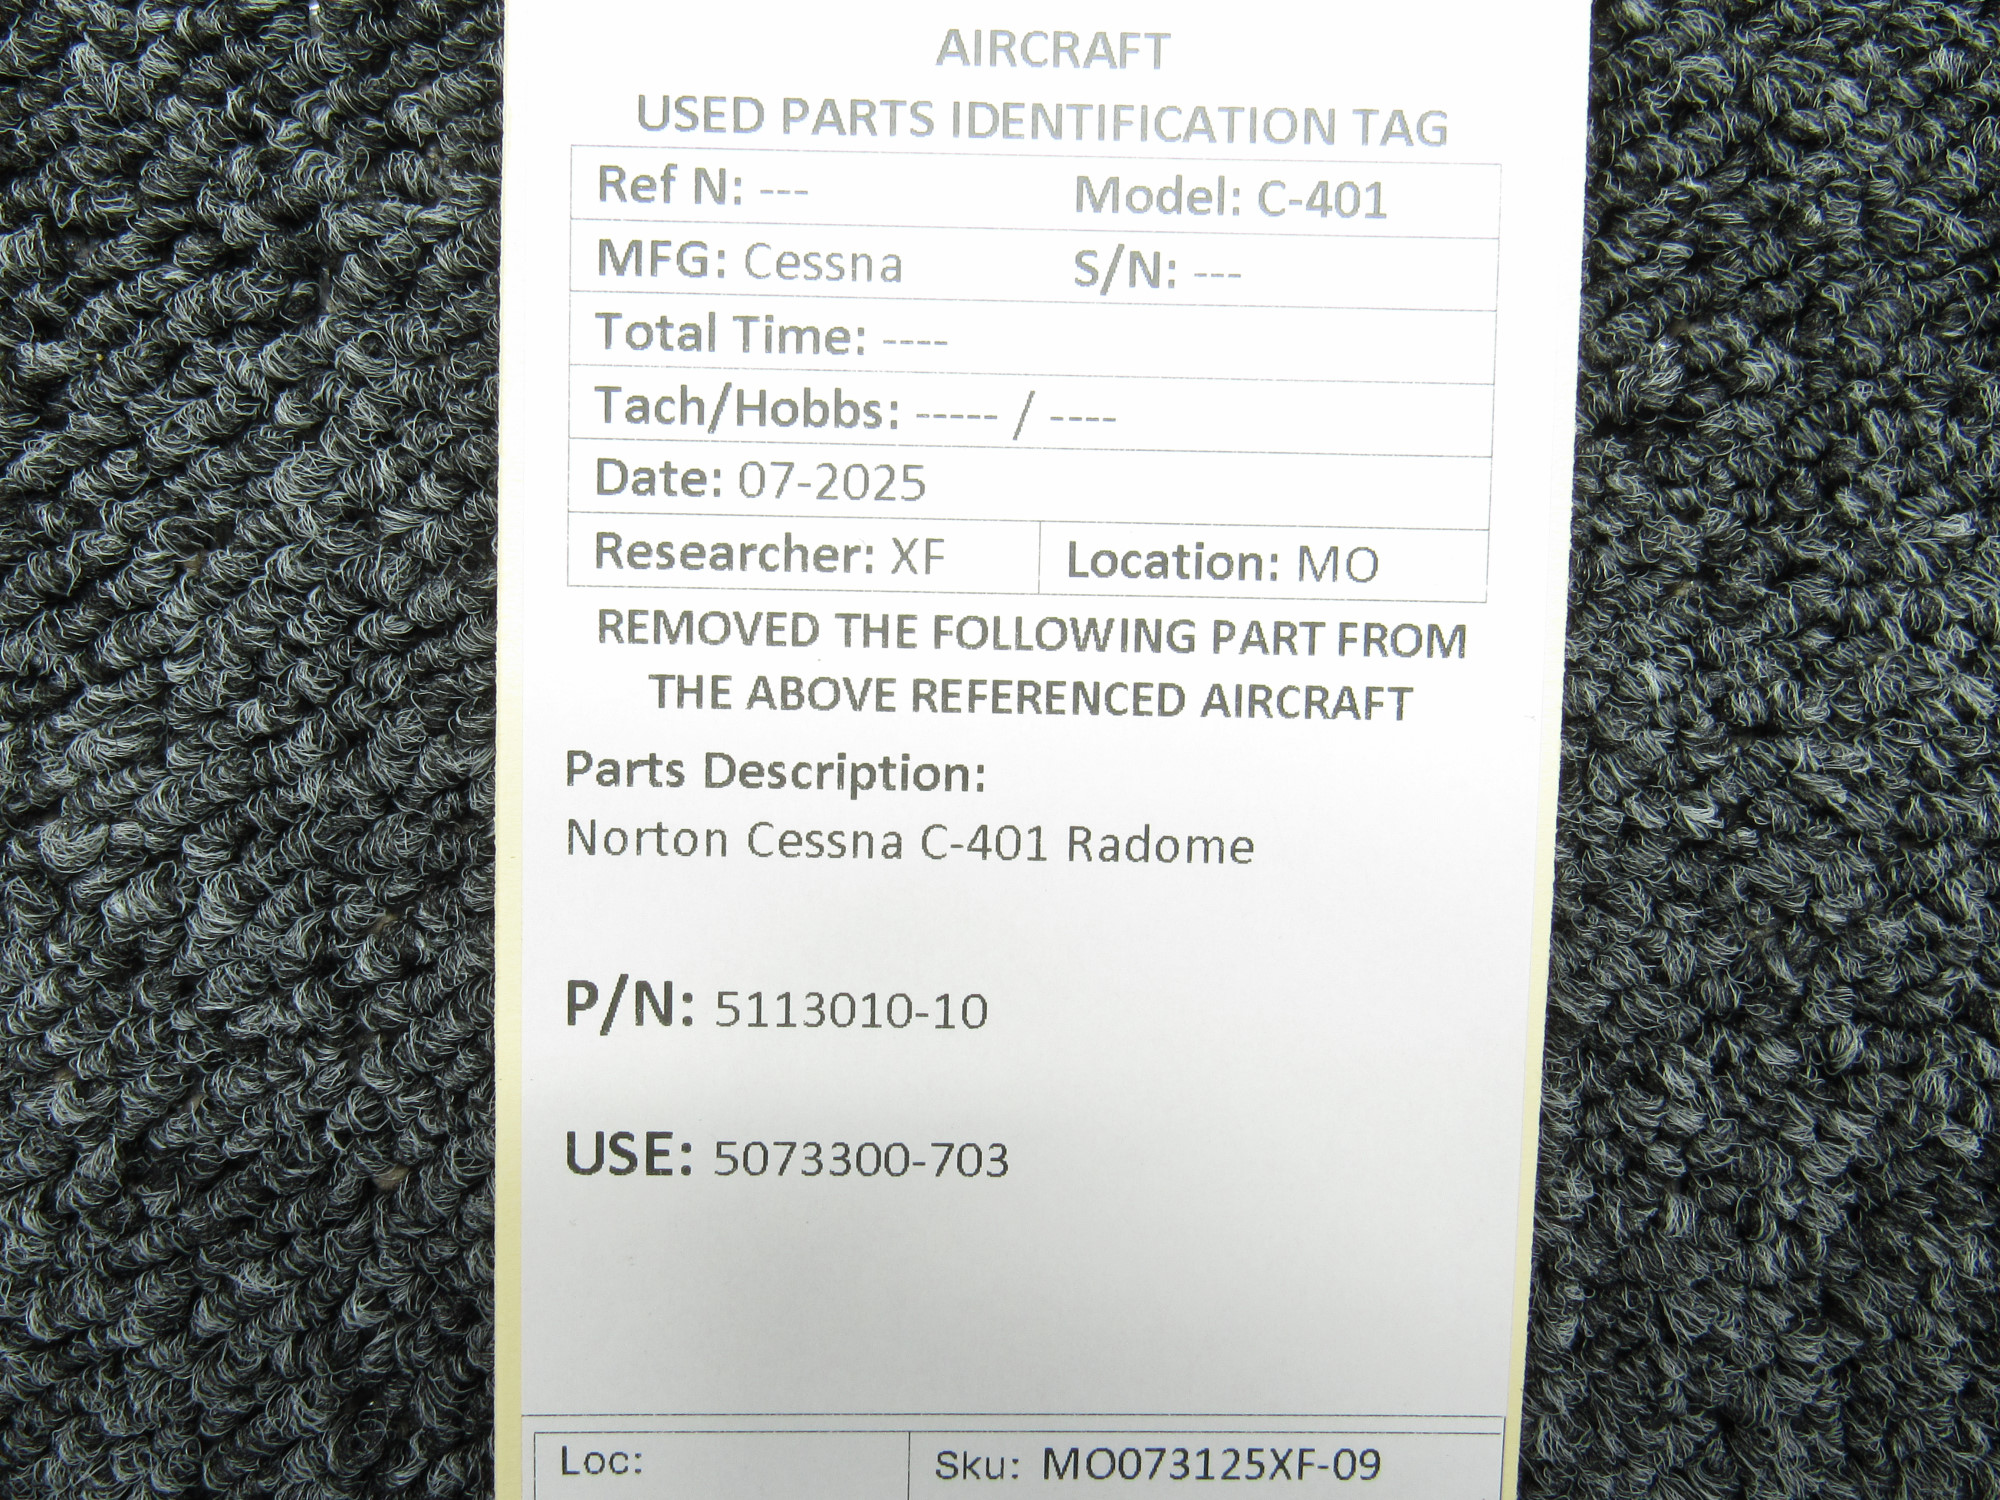 AIRCRAFT
USED PARTS IDENTIFICATION TAG
Ref N: --- Model: C-401
MFG: Cessna S/N: ---
Total Time: ----
Tach/Hobbs: ----- / ----
Date: 07-2025
Researcher: XF Location: MO
REMOVED THE FOLLOWING PART FROM
THE ABOVE REFERENCED AIRCRAFT
Parts Description:
Norton Cessna C-401 Radome
P/N: 5113010-10
USE: 5073300-703
Loc: Sku: MO073125XF-09